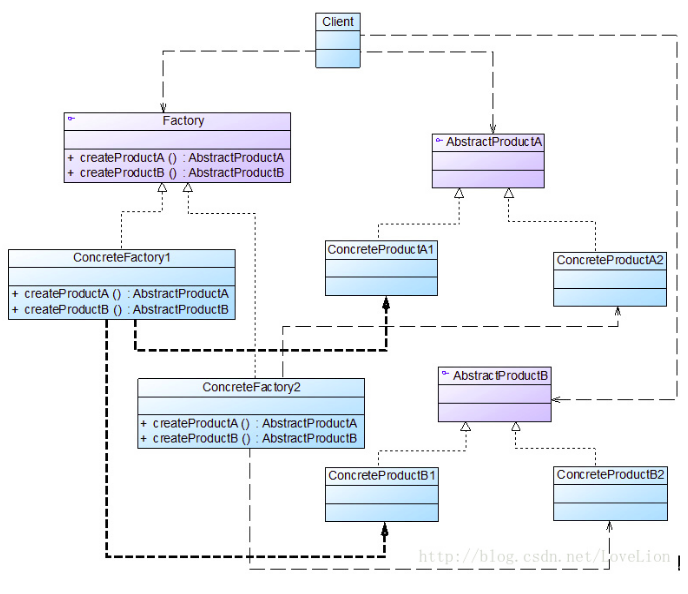 Client
Factory
+ createProductA () : AbstractProductA
+ createProductB () : AbstractProductB
AbstractProductA
ConcreteFactory1
+ createProductA () : AbstractProductA
+ createProductB () : AbstractProductB
ConcreteProductA1
ConcreteProductA2
ConcreteFactory2
+ createProductA () : AbstractProductA
+ createProductB () : AbstractProductB
AbstractProductB
ConcreteProductB1
ConcreteProductB2
http://blog.csdn.net/LoveLion
!